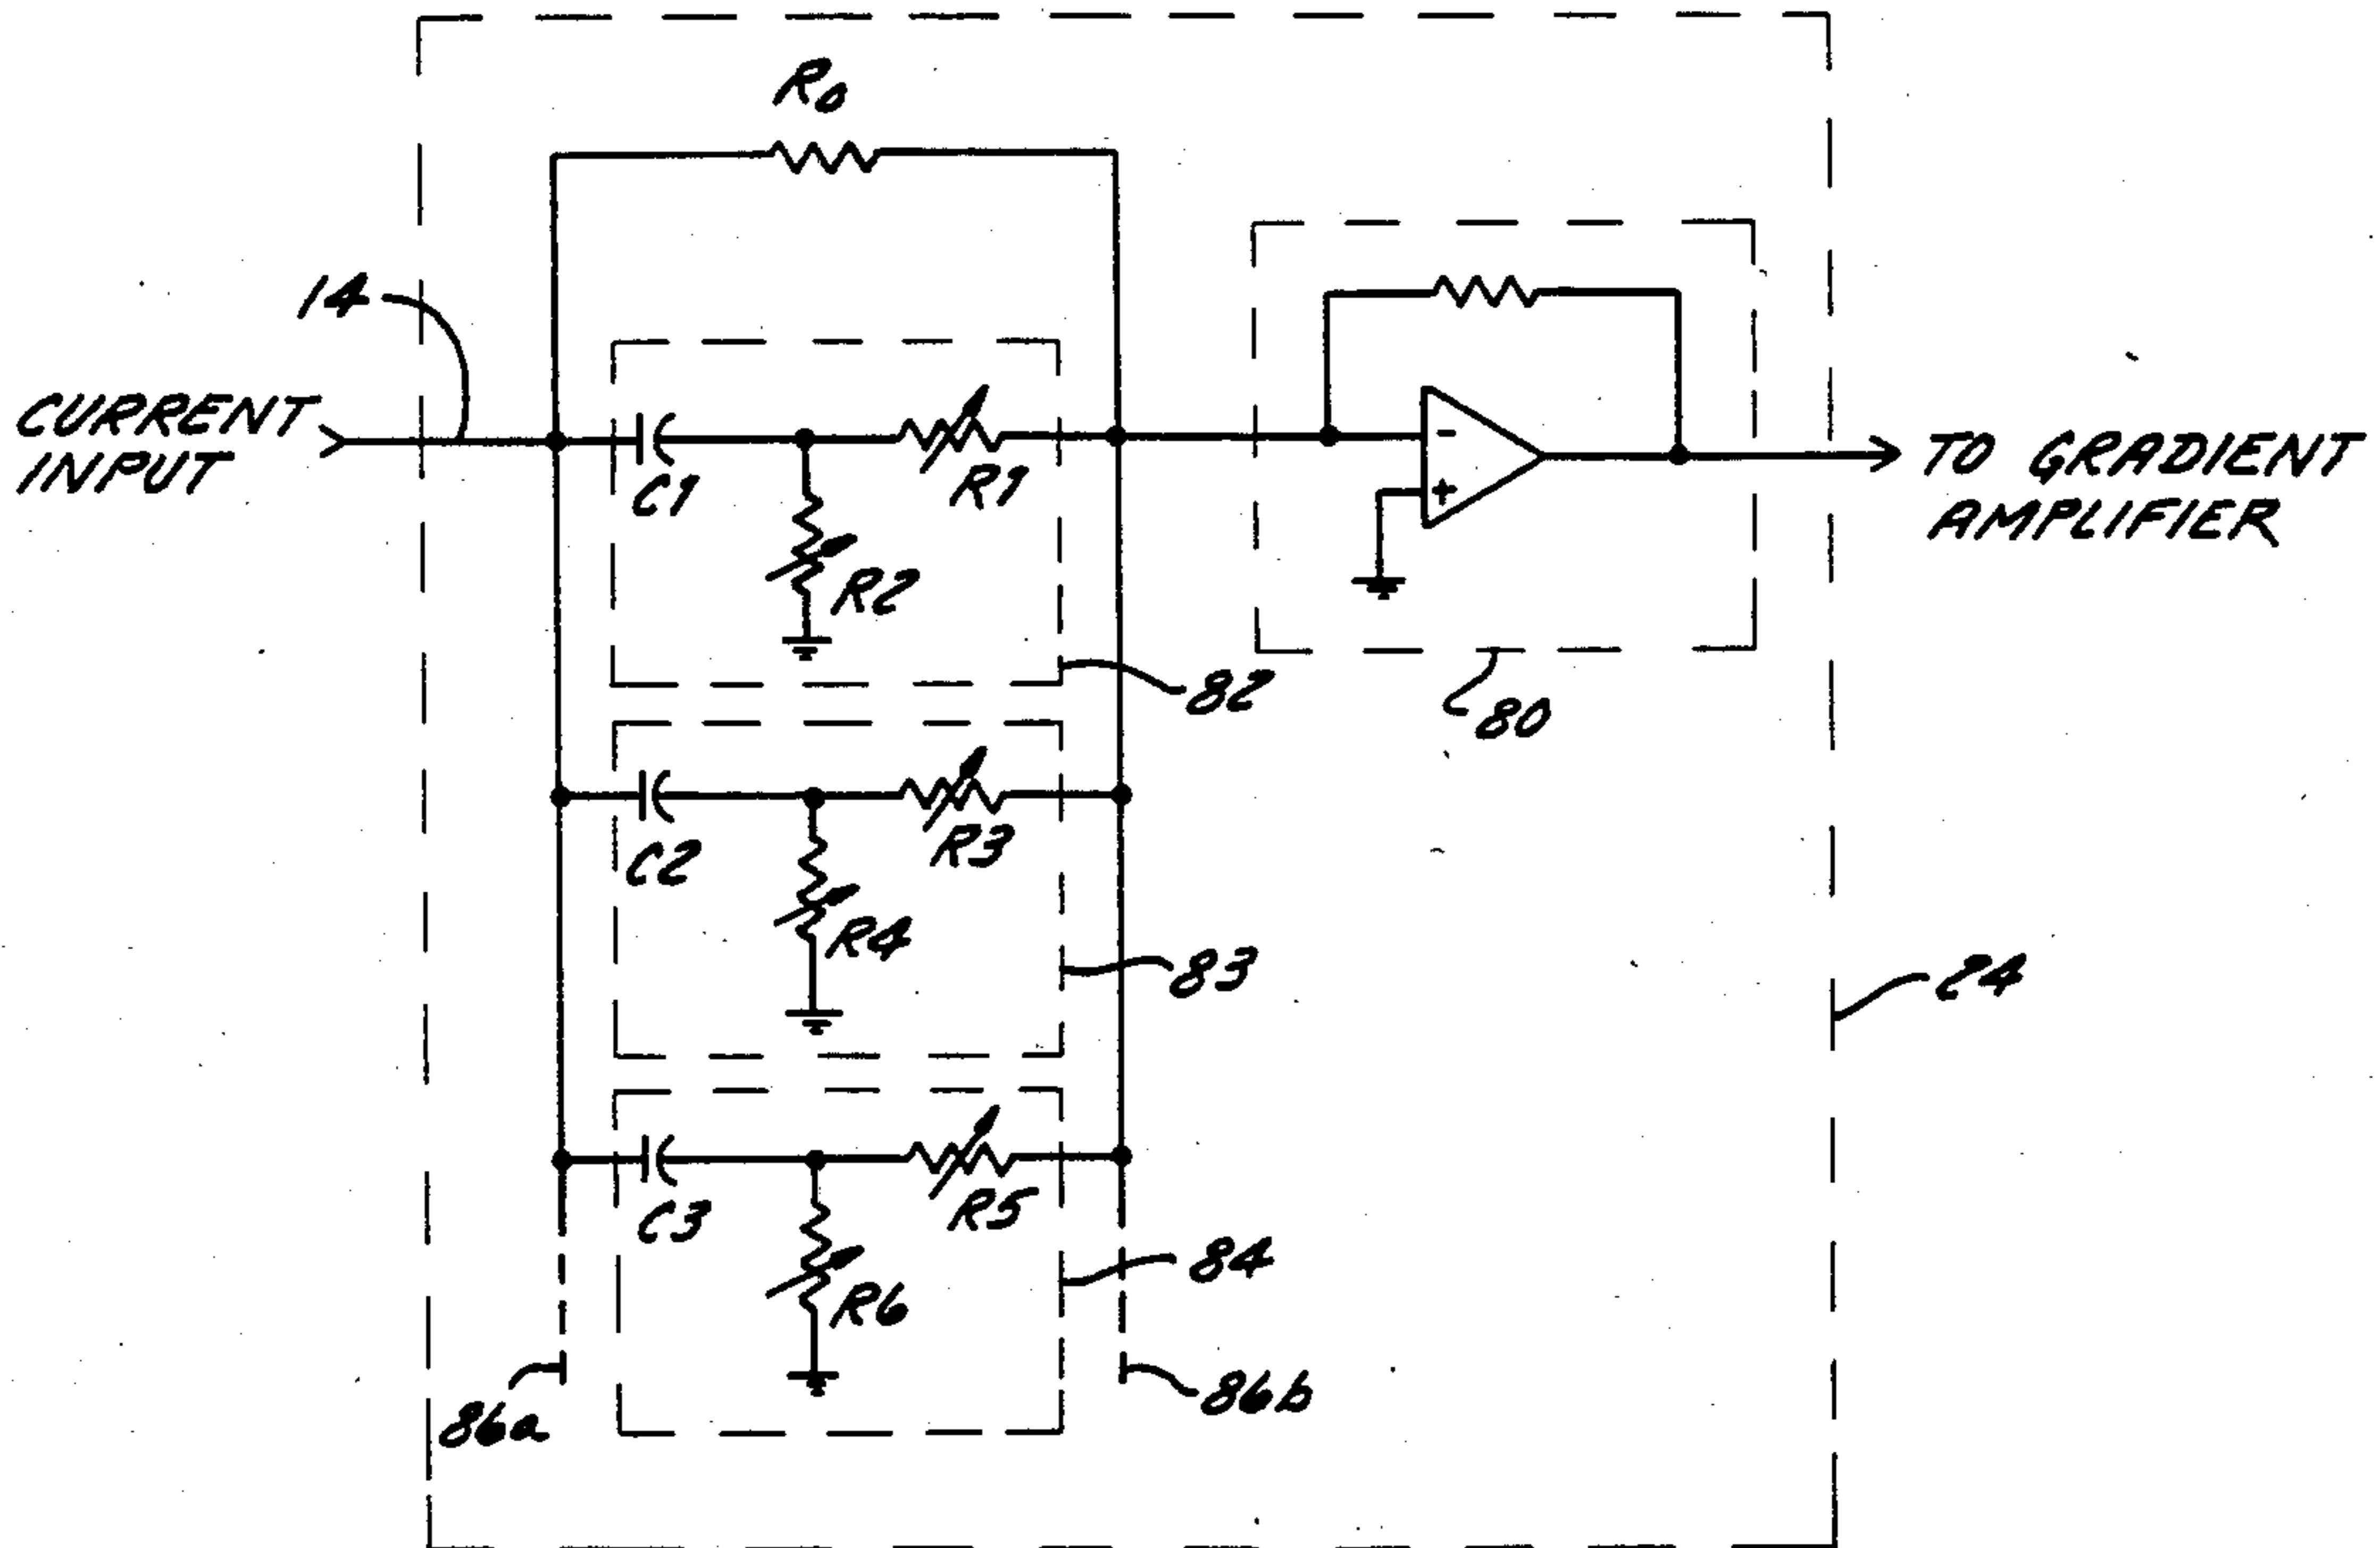 R0
14
CURRENT
INPUT
C1
R1
R2
-
+
TO GRADIENT
AMPLIFIER
82
80
C2
R3
R4
83
24
C3
R5
R6
84
86a
86b